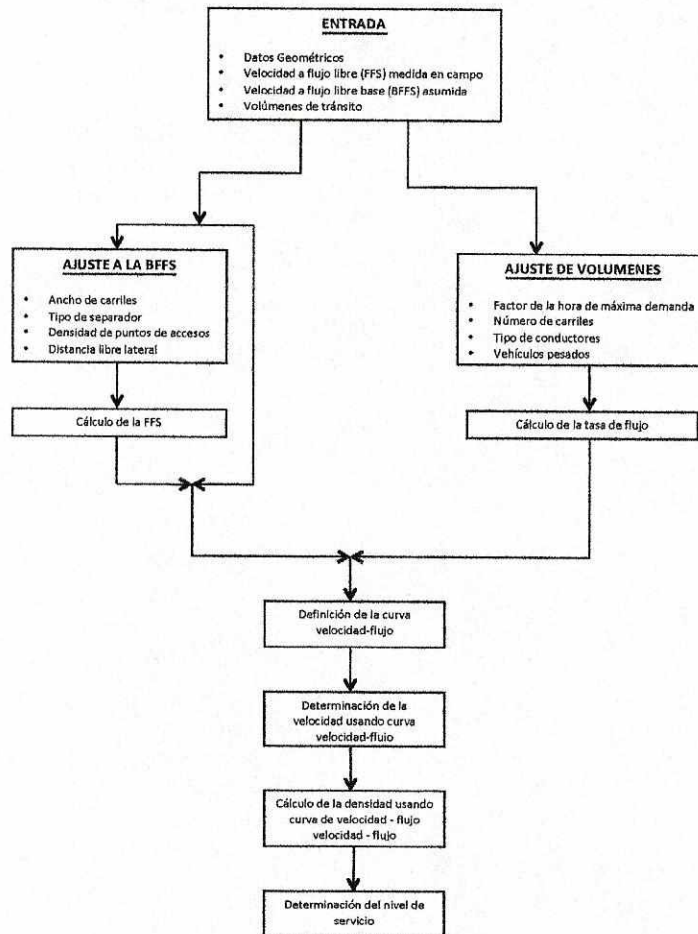 ENTRADA
• Datos Geométricos
• Velocidad a flujo libre (FFS) medida en campo
• Velocidad a flujo libre base (BFFS) asumida
• Volúmenes de tránsito
AJUSTE A LA BFFS
• Ancho de carriles
• Tipo de separador
• Densidad de puntos de accesos
• Distancia libre lateral
Cálculo de la FFS
AJUSTE DE VOLUMENES
• Factor de la hora de máxima demanda
• Número de carriles
• Tipo de conductores
• Vehículos pesados
Cálculo de la tasa de flujo
Definición de la curva
velocidad-flujo
Determinación de la
velocidad usando curva
velocidad-fluio
Cálculo de la densidad usando
curva de velocidad - flujo
velocidad - flujo
Determinación del nivel de
servicio